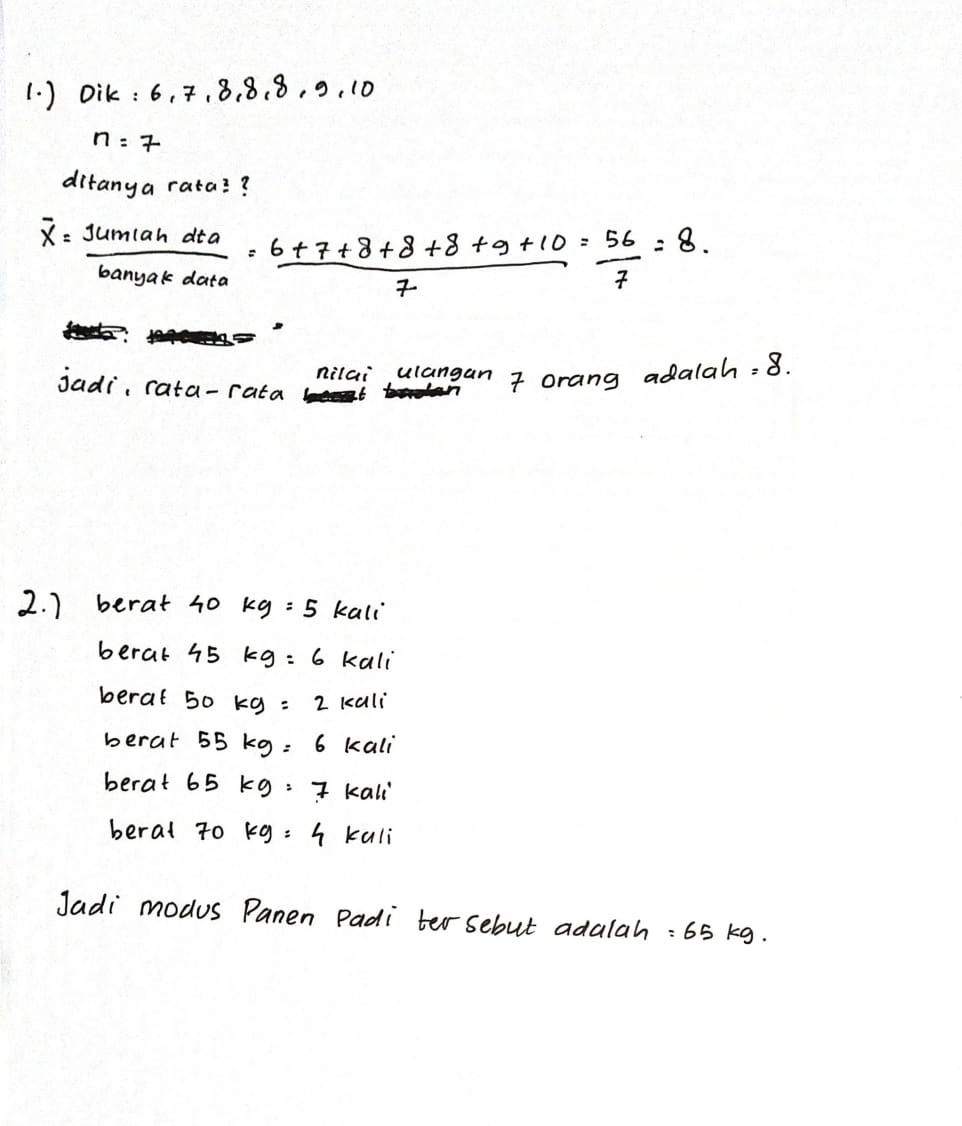 1.) Dik : 6, 7, 8, 8, 8, 9, 10
n = 7
ditanya rata² ?
x̄ = Jumlah dta / banyak data = 6 + 7 + 8 + 8 + 8 + 9 + 10 / 7 = 56 / 7 = 8.
jadi, rata-rata nilai ulangan 7 orang adalah = 8.
2.) berat 40 kg = 5 kali
berat 45 kg = 6 kali
berat 50 kg = 2 kali
berat 55 kg = 6 kali
berat 65 kg = 7 kali
berat 70 kg = 4 kali
Jadi modus Panen Padi tersebut adalah = 65 kg.